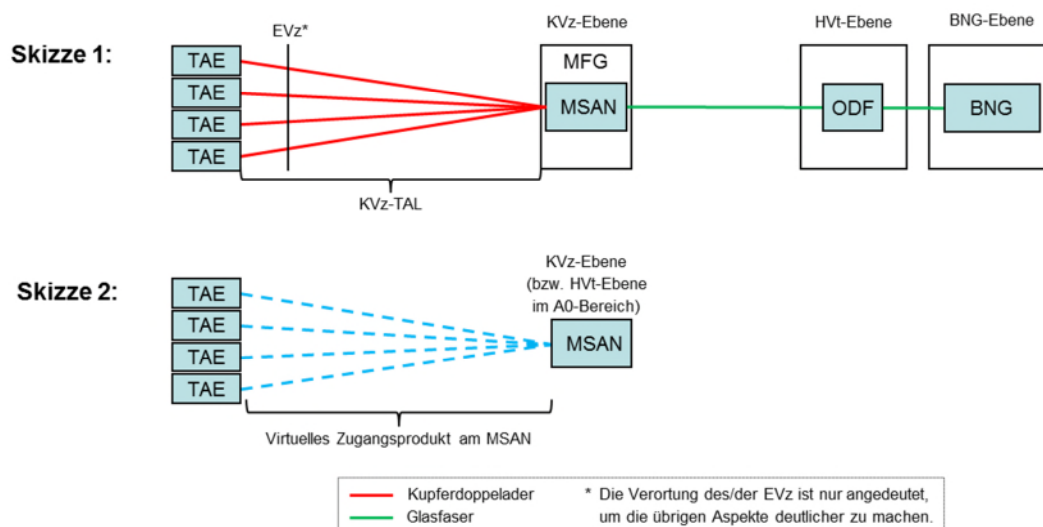 Skizze 1:
EVz*
KVz-Ebene
HVt-Ebene
BNG-Ebene
TAE
TAE
TAE
TAE
MFG
MSAN
ODF
BNG
KVz-TAL
Skizze 2:
KVz-Ebene
(bzw. HVt-Ebene
im A0-Bereich)
TAE
TAE
TAE
TAE
MSAN
Virtuelles Zugangsprodukt am MSAN
Kupferdoppelader
Glasfaser
* Die Verortung des/der EVz ist nur angedeutet,
um die übrigen Aspekte deutlicher zu machen.